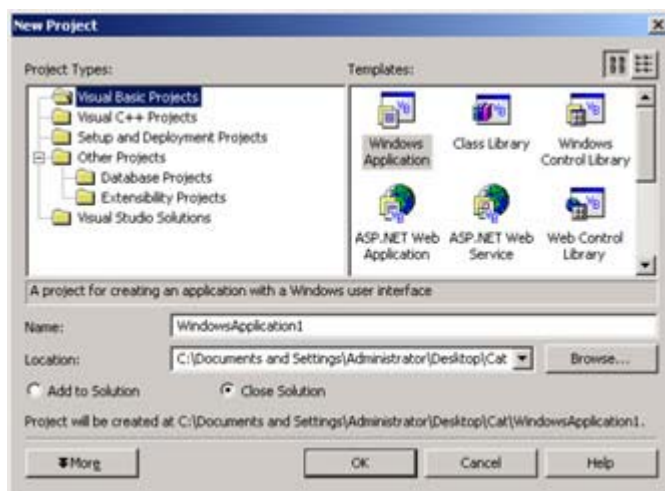 New Project
Project Types:
Templates:
Visual Basic Projects
Visual C++ Projects
Setup and Deployment Projects
Other Projects
Database Projects
Extensibility Projects
Visual Studio Solutions
Windows Application
Class Library
Windows Control Library
ASP.NET Web Application
ASP.NET Web Service
Web Control Library
A project for creating an application with a Windows user interface
Name:
WindowsApplication1
Location:
C:\Documents and Settings\Administrator\Desktop\Cat
Browse...
Add to Solution
Close Solution
Project will be created at C:\Documents and Settings\Administrator\Desktop\Cat\WindowsApplication1.
More
OK
Cancel
Help